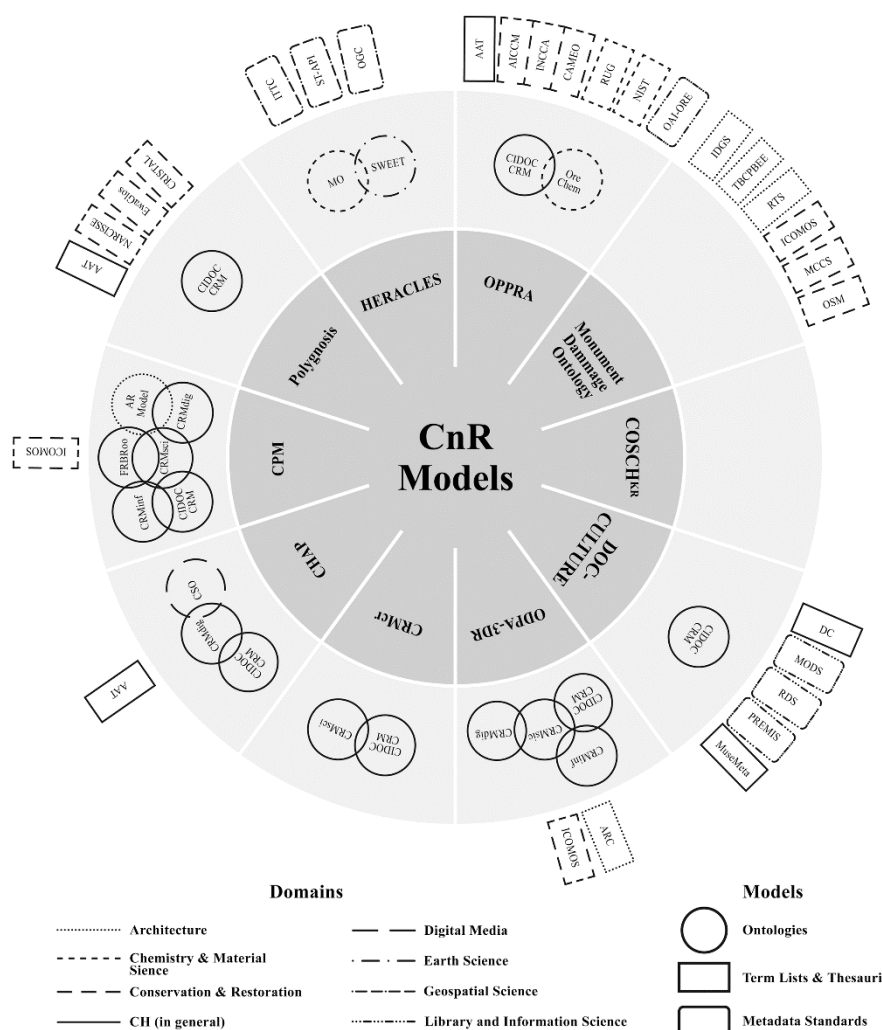 ITTC
ST-API
OGC
AAT
AICCM
INCCA
CAMEO
RUG
NIST
OAI-ORE
IDGS
TBCPBEE
RTS
ICOMOS
MCCS
OSM
CRISTAL
EwaGlos
NARCISSE
AAT
MO
SWEET
CIDOC
CRM
Ore
Chem
CIDOC
CRM
HERACLES
OPPRA
Polygnosis
Monument
Dammage
Ontology
AR
Model
CRMdig
FRBRoo
CRMsci
CRMinf
CIDOC
CRM
ICOMOS
CPM
CnR
Models
COSCHKR
CHAP
DOC-
CULTURE
CRMcr
ODPA-3DR
CSO
CRMdig
CIDOC
CRM
AAT
CRMsci
CIDOC
CRM
CRMdig
CRMsic
CIDOC
CRM
CRMinf
CIDOC
CRM
DC
MODS
RDS
PREMIS
MuseMeta
ICOMOS
ARC
Domains
Architecture
Chemistry & Material
Sience
Conservation & Restoration
CH (in general)
Digital Media
Earth Science
Geospatial Science
Library and Information Science
Models
Ontologies
Term Lists & Thesauri
Metadata Standards